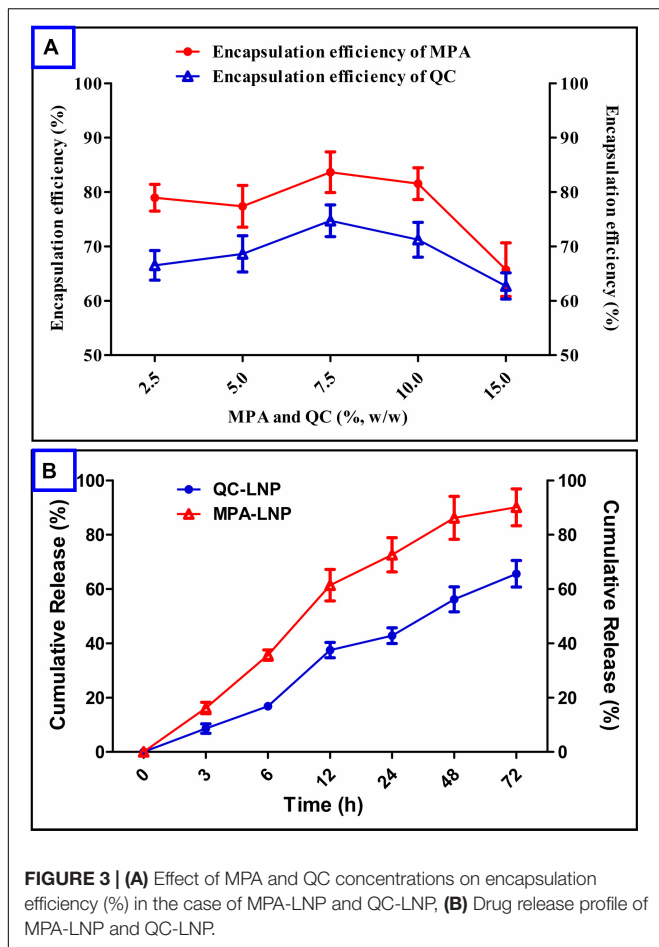 A
Encapsulation efficiency of MPA
Encapsulation efficiency of QC
Encapsulation efficiency (%)
100
90
80
70
60
50
100
90
80
70
60
50
Encapsulation efficiency (%)
2.5
5.0
7.5
10.0
15.0
MPA and QC (%, w/w)
B
QC-LNP
MPA-LNP
Cumulative Release (%)
100
80
60
40
20
0
100
80
60
40
20
0
Cumulative Release (%)
0
3
6
12
24
48
72
Time (h)
FIGURE 3 | (A) Effect of MPA and QC concentrations on encapsulation
efficiency (%) in the case of MPA-LNP and QC-LNP, (B) Drug release profile of
MPA-LNP and QC-LNP.